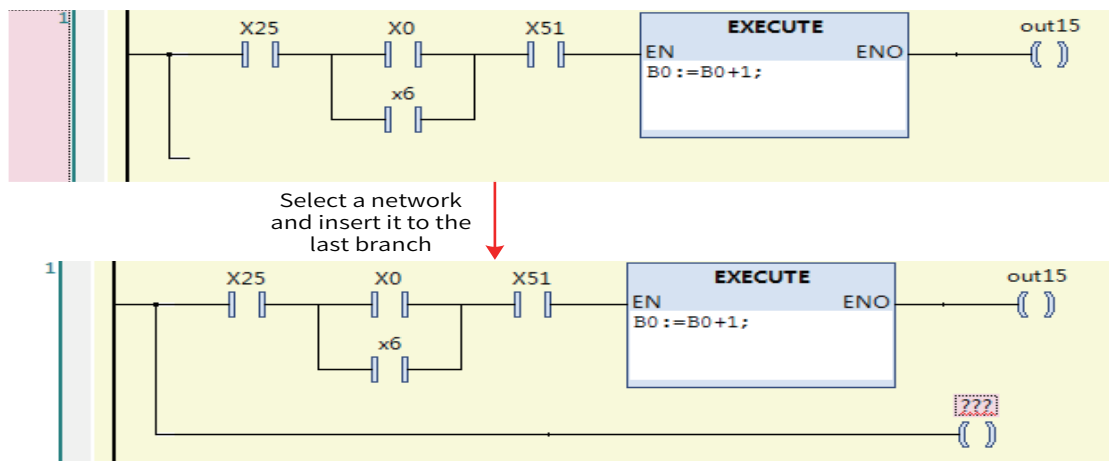 1
X25 X0 X51 EXECUTE out15
EN ENO
B0:=B0+1;
x6
Select a network
and insert it to the
last branch
1
X25 X0 X51 EXECUTE out15
EN ENO
B0:=B0+1;
x6
???